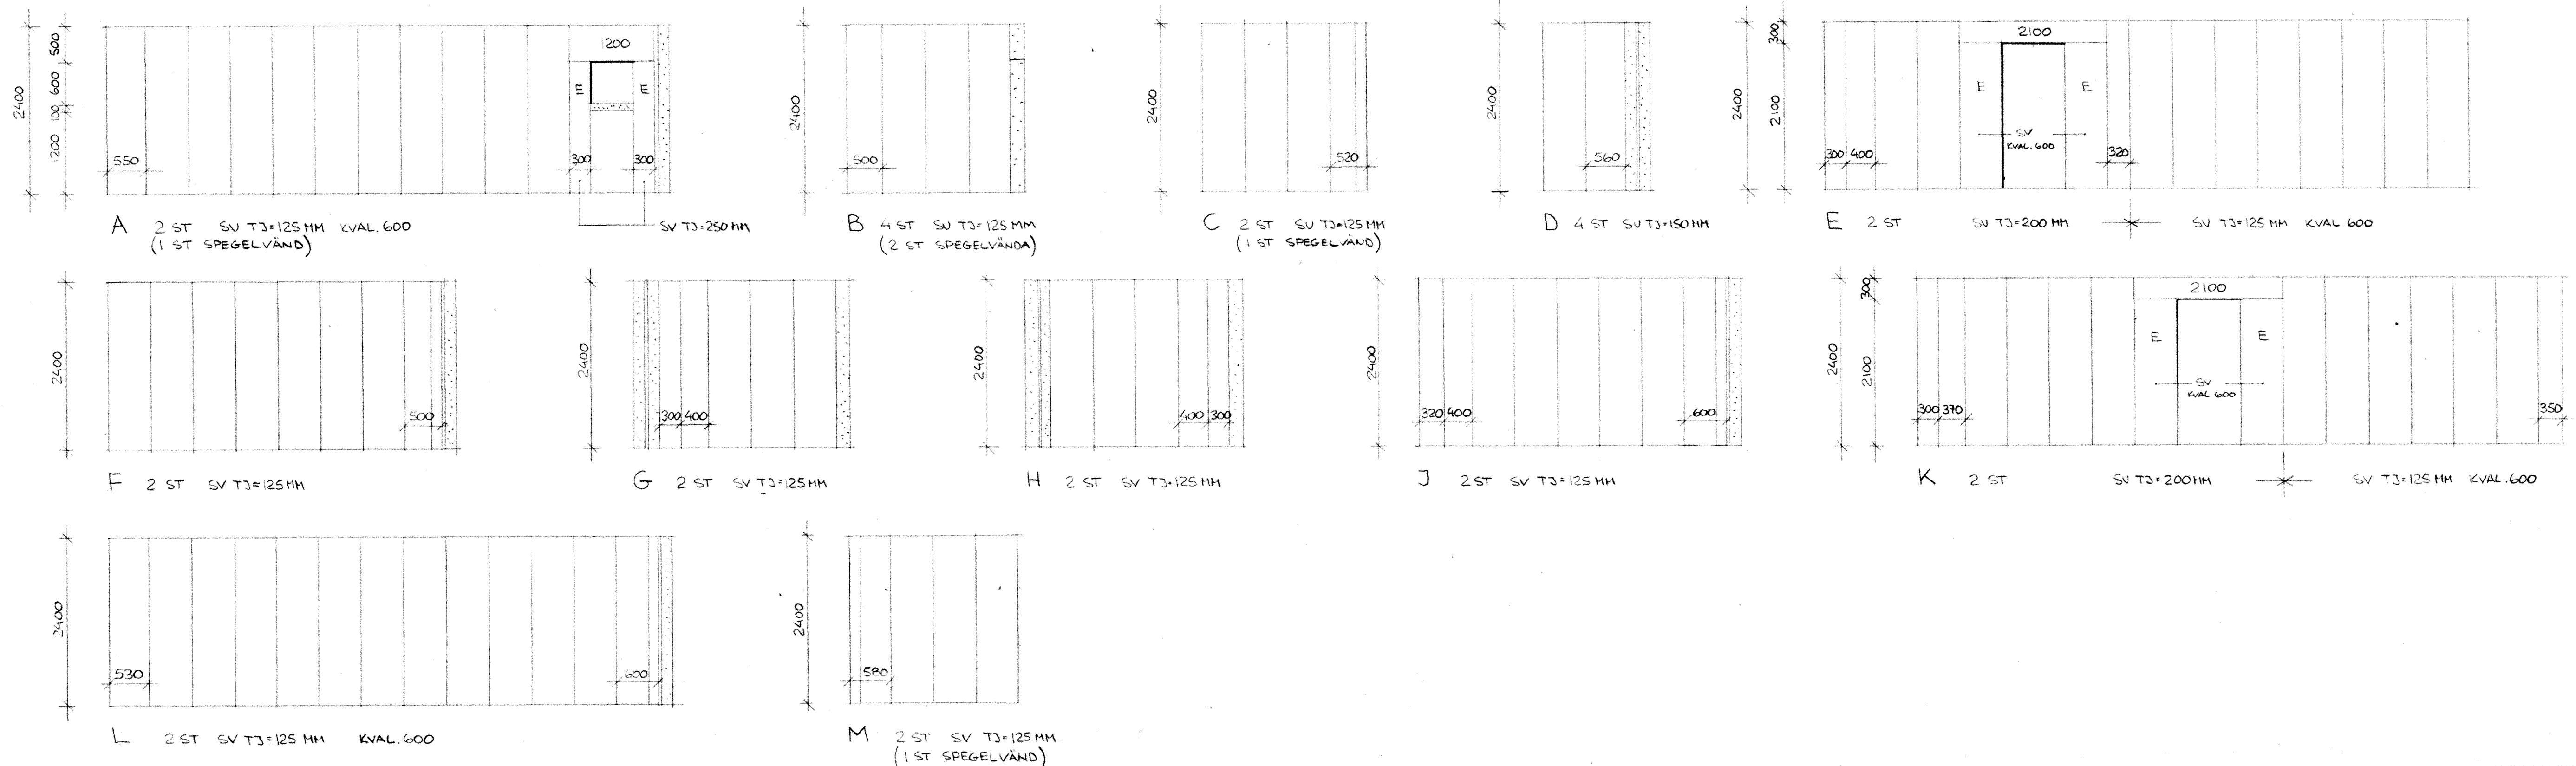 2400
500
600
100
1200
1200
E
E
550
300
300
A 2 ST SV TJ=125 MM KVAL.600
(1 ST SPEGELVÄND)
SV TJ=250 MM
2400
500
B 4 ST SV TJ=125 MM
(2 ST SPEGELVÄNDA)
2400
520
C 2 ST SV TJ=125 MM
(1 ST SPEGELVÄND)
2400
560
D 4 ST SV TJ=150 MM
2400
300
2100
2100
E
E
SV
KVAL.600
300 400
320
E 2 ST SV TJ=200 MM SV TJ=125 MM KVAL 600
2400
500
F 2 ST SV TJ=125 MM
2400
300 400
G 2 ST SV TJ=125 MM
2400
400 300
H 2 ST SV TJ=125 MM
2400
320 400
600
J 2 ST SV TJ=125 MM
2400
300
2100
2100
E
E
SV
KVAL 600
300 370
350
K 2 ST SV TJ=200 MM SV TJ=125 MM KVAL.600
2400
530
600
L 2 ST SV TJ=125 MM KVAL.600
2400
580
M 2 ST SV TJ=125 MM
(1 ST SPEGELVÄND)